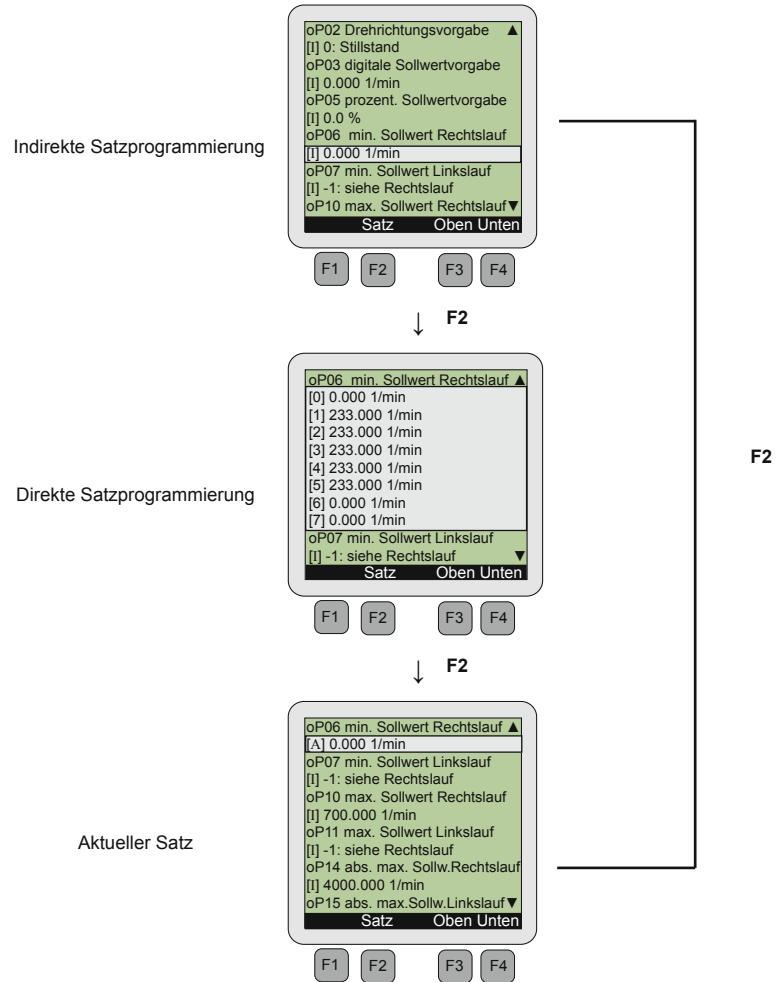 oP02 Drehrichtungsvorgabe ▲
[I] 0: Stillstand
oP03 digitale Sollwertvorgabe
[I] 0.000 1/min
oP05 prozent. Sollwertvorgabe
[I] 0.0 %
oP06 min. Sollwert Rechtslauf
Indirekte Satzprogrammierung
[I] 0.000 1/min
oP07 min. Sollwert Linkslauf
[I] -1: siehe Rechtslauf
oP10 max. Sollwert Rechtslauf▼
Satz Oben Unten
F1 F2 F3 F4
↓ F2
oP06 min. Sollwert Rechtslauf ▲
[0] 0.000 1/min
[1] 233.000 1/min
[2] 233.000 1/min
[3] 233.000 1/min
[4] 233.000 1/min
F2
[5] 233.000 1/min
Direkte Satzprogrammierung
[6] 0.000 1/min
[7] 0.000 1/min
oP07 min. Sollwert Linkslauf
[I] -1: siehe Rechtslauf ▼
Satz Oben Unten
F1 F2 F3 F4
↓ F2
oP06 min. Sollwert Rechtslauf ▲
[A] 0.000 1/min
oP07 min. Sollwert Linkslauf
[I] -1: siehe Rechtslauf
oP10 max. Sollwert Rechtslauf
[I] 700.000 1/min
oP11 max. Sollwert Linkslauf
Aktueller Satz
[I] -1: siehe Rechtslauf
oP14 abs. max. Sollw.Rechtslauf
[I] 4000.000 1/min
oP15 abs. max.Sollw.Linkslauf▼
Satz Oben Unten
F1 F2 F3 F4